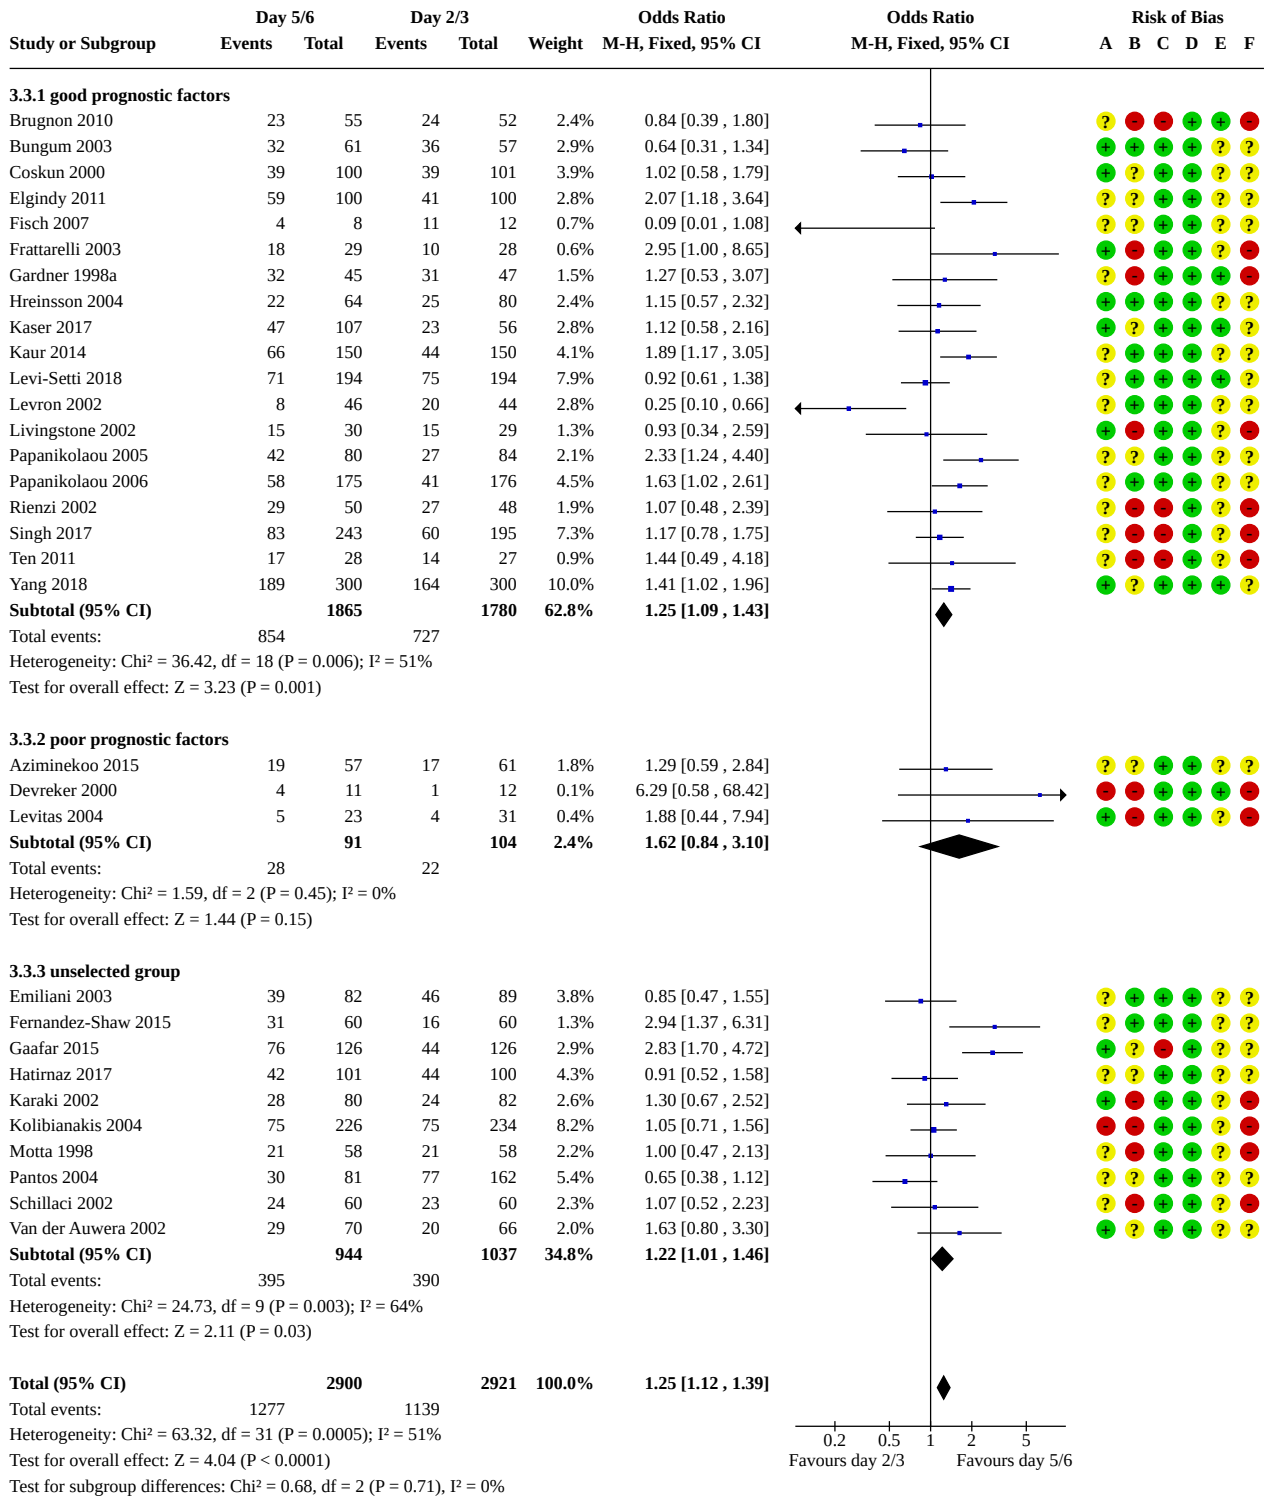 Day 5/6 Day 2/3 Odds Ratio Odds Ratio Risk of Bias
Study or Subgroup Events Total Events Total Weight M-H, Fixed, 95% CI M-H, Fixed, 95% CI A B C D E F
3.3.1 good prognostic factors
Brugnon 2010 23 55 24 52 2.4% 0.84 [0.39 , 1.80] ? - - + + -
Bungum 2003 32 61 36 57 2.9% 0.64 [0.31 , 1.34] + + + + ? ?
Coskun 2000 39 100 39 101 3.9% 1.02 [0.58 , 1.79] + ? + + ? ?
Elgindy 2011 59 100 41 100 2.8% 2.07 [1.18 , 3.64] ? ? + + ? ?
Fisch 2007 4 8 11 12 0.7% 0.09 [0.01 , 1.08] ? ? + + ? ?
Frattarelli 2003 18 29 10 28 0.6% 2.95 [1.00 , 8.65] + - + + ? -
Gardner 1998a 32 45 31 47 1.5% 1.27 [0.53 , 3.07] ? - + + + -
Hreinsson 2004 22 64 25 80 2.4% 1.15 [0.57 , 2.32] + + + + ? ?
Kaser 2017 47 107 23 56 2.8% 1.12 [0.58 , 2.16] + ? + + + ?
Kaur 2014 66 150 44 150 4.1% 1.89 [1.17 , 3.05] ? + + + ? ?
Levi-Setti 2018 71 194 75 194 7.9% 0.92 [0.61 , 1.38] ? + + + + ?
Levron 2002 8 46 20 44 2.8% 0.25 [0.10 , 0.66] ? + + + ? ?
Livingstone 2002 15 30 15 29 1.3% 0.93 [0.34 , 2.59] + - + + ? -
Papanikolaou 2005 42 80 27 84 2.1% 2.33 [1.24 , 4.40] ? ? + + ? ?
Papanikolaou 2006 58 175 41 176 4.5% 1.63 [1.02 , 2.61] ? + + + ? ?
Rienzi 2002 29 50 27 48 1.9% 1.07 [0.48 , 2.39] ? - - + ? -
Singh 2017 83 243 60 195 7.3% 1.17 [0.78 , 1.75] ? - - + ? -
Ten 2011 17 28 14 27 0.9% 1.44 [0.49 , 4.18] ? - - + ? -
Yang 2018 189 300 164 300 10.0% 1.41 [1.02 , 1.96] + ? + + + ?
Subtotal (95% CI) 1865 1780 62.8% 1.25 [1.09 , 1.43]
Total events: 854 727
Heterogeneity: Chi² = 36.42, df = 18 (P = 0.006); I² = 51%
Test for overall effect: Z = 3.23 (P = 0.001)
3.3.2 poor prognostic factors
Aziminekoo 2015 19 57 17 61 1.8% 1.29 [0.59 , 2.84] ? ? + + ? ?
Devreker 2000 4 11 1 12 0.1% 6.29 [0.58 , 68.42] - - + + + -
Levitas 2004 5 23 4 31 0.4% 1.88 [0.44 , 7.94] + - + + ? -
Subtotal (95% CI) 91 104 2.4% 1.62 [0.84 , 3.10]
Total events: 28 22
Heterogeneity: Chi² = 1.59, df = 2 (P = 0.45); I² = 0%
Test for overall effect: Z = 1.44 (P = 0.15)
3.3.3 unselected group
Emiliani 2003 39 82 46 89 3.8% 0.85 [0.47 , 1.55] ? + + + ? ?
Fernandez-Shaw 2015 31 60 16 60 1.3% 2.94 [1.37 , 6.31] ? + + + ? ?
Gaafar 2015 76 126 44 126 2.9% 2.83 [1.70 , 4.72] + ? - + ? ?
Hatirnaz 2017 42 101 44 100 4.3% 0.91 [0.52 , 1.58] ? ? + + ? ?
Karaki 2002 28 80 24 82 2.6% 1.30 [0.67 , 2.52] + - + + ? -
Kolibianakis 2004 75 226 75 234 8.2% 1.05 [0.71 , 1.56] - - + + ? -
Motta 1998 21 58 21 58 2.2% 1.00 [0.47 , 2.13] ? - + + ? -
Pantos 2004 30 81 77 162 5.4% 0.65 [0.38 , 1.12] ? ? + + ? ?
Schillaci 2002 24 60 23 60 2.3% 1.07 [0.52 , 2.23] ? - + + ? -
Van der Auwera 2002 29 70 20 66 2.0% 1.63 [0.80 , 3.30] + ? + + ? ?
Subtotal (95% CI) 944 1037 34.8% 1.22 [1.01 , 1.46]
Total events: 395 390
Heterogeneity: Chi² = 24.73, df = 9 (P = 0.003); I² = 64%
Test for overall effect: Z = 2.11 (P = 0.03)
Total (95% CI) 2900 2921 100.0% 1.25 [1.12 , 1.39]
Total events: 1277 1139
Heterogeneity: Chi² = 63.32, df = 31 (P = 0.0005); I² = 51%
0.2 0.5 1 2 5
Test for overall effect: Z = 4.04 (P < 0.0001) Favours day 2/3 Favours day 5/6
Test for subgroup differences: Chi² = 0.68, df = 2 (P = 0.71), I² = 0%